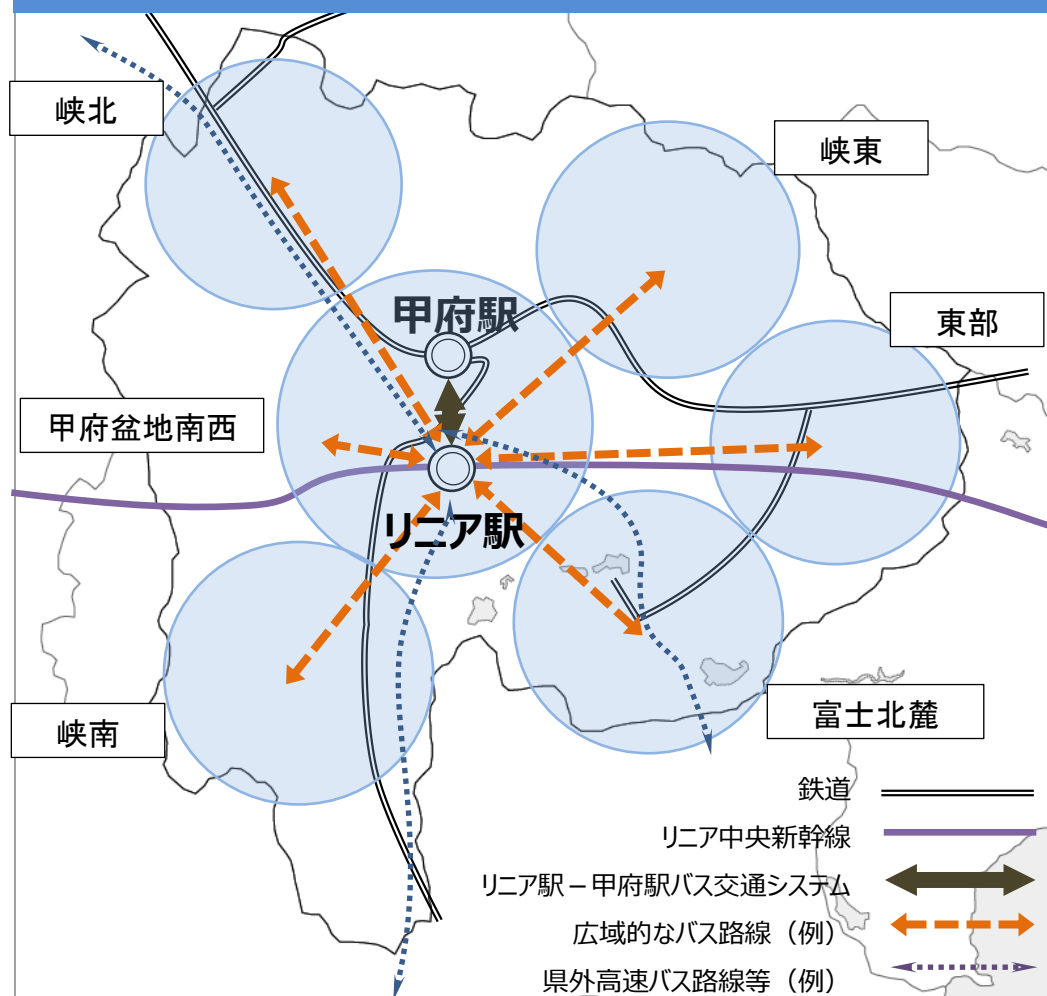 峡北
峡東
甲府駅
東部
甲府盆地南西
リニア駅
峡南
富士北麓
鉄道
リニア中央新幹線
リニア駅－甲府駅バス交通システム
広域的なバス路線（例）
県外高速バス路線等（例）